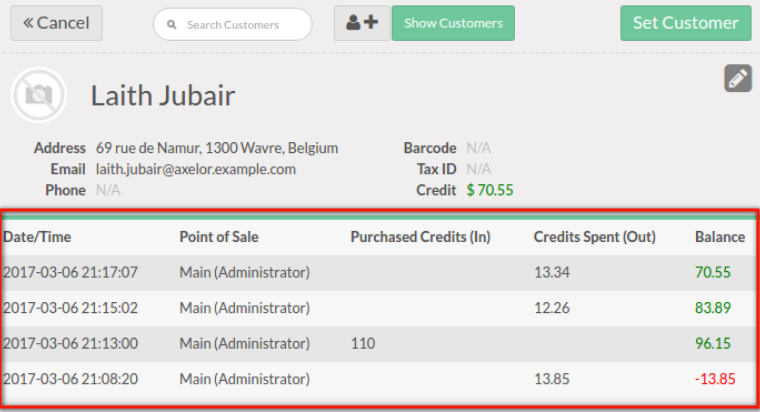 « Cancel Search Customers + Show Customers Set Customer
Laith Jubair
Address 69 rue de Namur, 1300 Wavre, Belgium Barcode N/A
Email laith.jubair@axelor.example.com Tax ID N/A
Phone N/A Credit $ 70.55
Date/Time Point of Sale Purchased Credits (In) Credits Spent (Out) Balance
2017-03-06 21:17:07 Main (Administrator) 13.34 70.55
2017-03-06 21:15:02 Main (Administrator) 12.26 83.89
2017-03-06 21:13:00 Main (Administrator) 110 96.15
2017-03-06 21:08:20 Main (Administrator) 13.85 -13.85